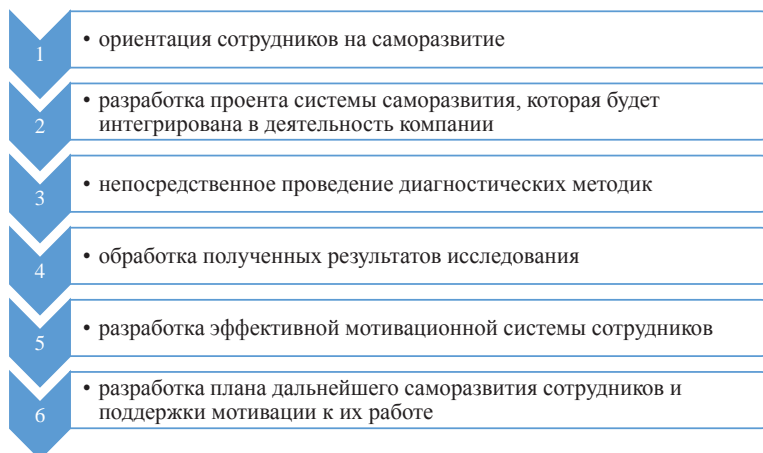 1
• ориентация сотрудников на саморазвитие
2
• разработка проента системы саморазвития, которая будет
интегрирована в деятельность компании
3
• непосредственное проведение диагностических методик
4
• обработка полученных результатов исследования
5
• разработка эффективной мотивационной системы сотрудников
6
• разработка плана дальнейшего саморазвития сотрудников и
поддержки мотивации к их работе